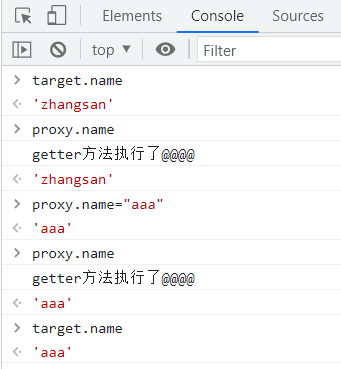 Elements Console Sources
top ▼ Filter
> target.name
'zhangsan'
> proxy.name
getter方法执行了@@@@
'zhangsan'
> proxy.name="aaa"
'aaa'
> proxy.name
getter方法执行了@@@@
'aaa'
> target.name
'aaa'